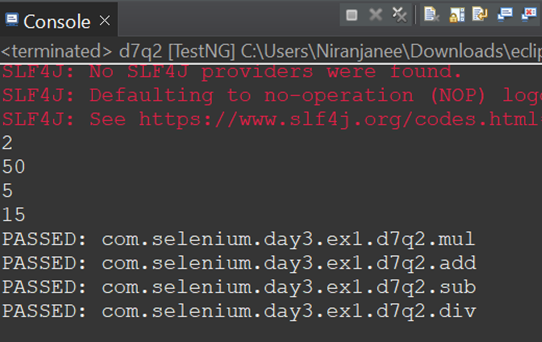 Console
<terminated> d7q2 [TestNG] C:\Users\Niranjanee\Downloads\eclip
SLF4J: No SLF4J providers were found.
SLF4J: Defaulting to no-operation (NOP) log
SLF4J: See https://www.slf4j.org/codes.html
2
50
5
15
PASSED: com.selenium.day3.ex1.d7q2.mul
PASSED: com.selenium.day3.ex1.d7q2.add
PASSED: com.selenium.day3.ex1.d7q2.sub
PASSED: com.selenium.day3.ex1.d7q2.div